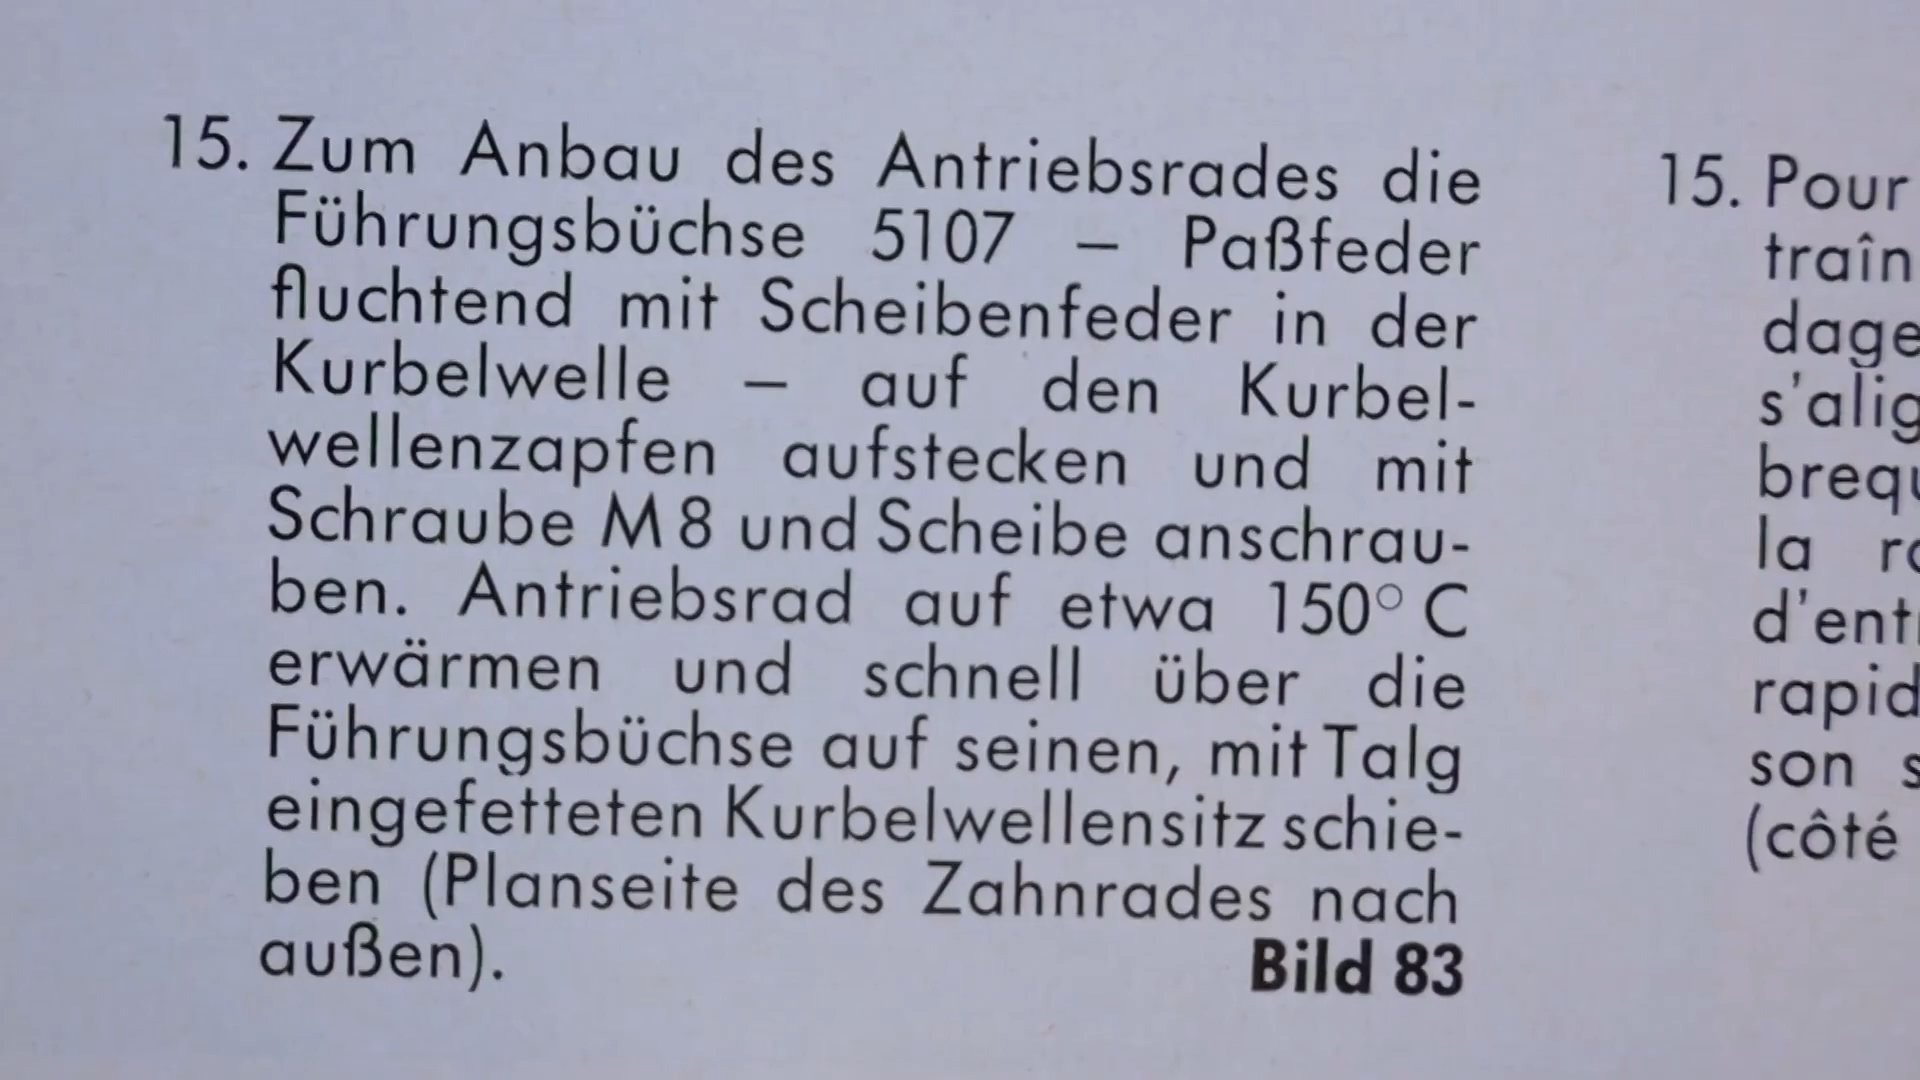 15. Zum Anbau des Antriebsrades die
Führungsbüchse 5107 – Paßfeder
fluchtend mit Scheibenfeder in der
Kurbelwelle – auf den Kurbel-
wellenzapfen aufstecken und mit
Schraube M 8 und Scheibe anschrau-
ben. Antriebsrad auf etwa 150° C
erwärmen und schnell über die
Führungsbüchse auf seinen, mit Talg
eingefetteten Kurbelwellensitz schie-
ben (Planseite des Zahnrades nach
außen).
Bild 83
15. Pour
traîn
dage
s'alig
brequ
la
d'ent
rapid
son s
(côté